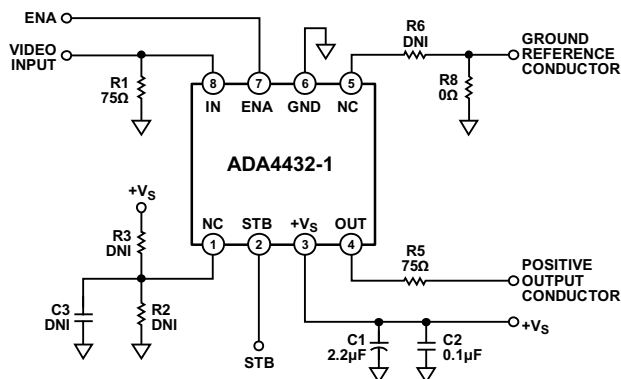 ENA
VIDEO
INPUT
R1
75Ω
R6
DNI
GROUND
REFERENCE
CONDUCTOR
R8
0Ω
8
7
6
5
IN
ENA
GND
NC
ADA4432-1
+VS
R3
DNI
NC
STB
+VS
OUT
1
2
3
4
R5
75Ω
POSITIVE
OUTPUT
CONDUCTOR
C3
DNI
R2
DNI
STB
C1
2.2µF
C2
0.1µF
+VS